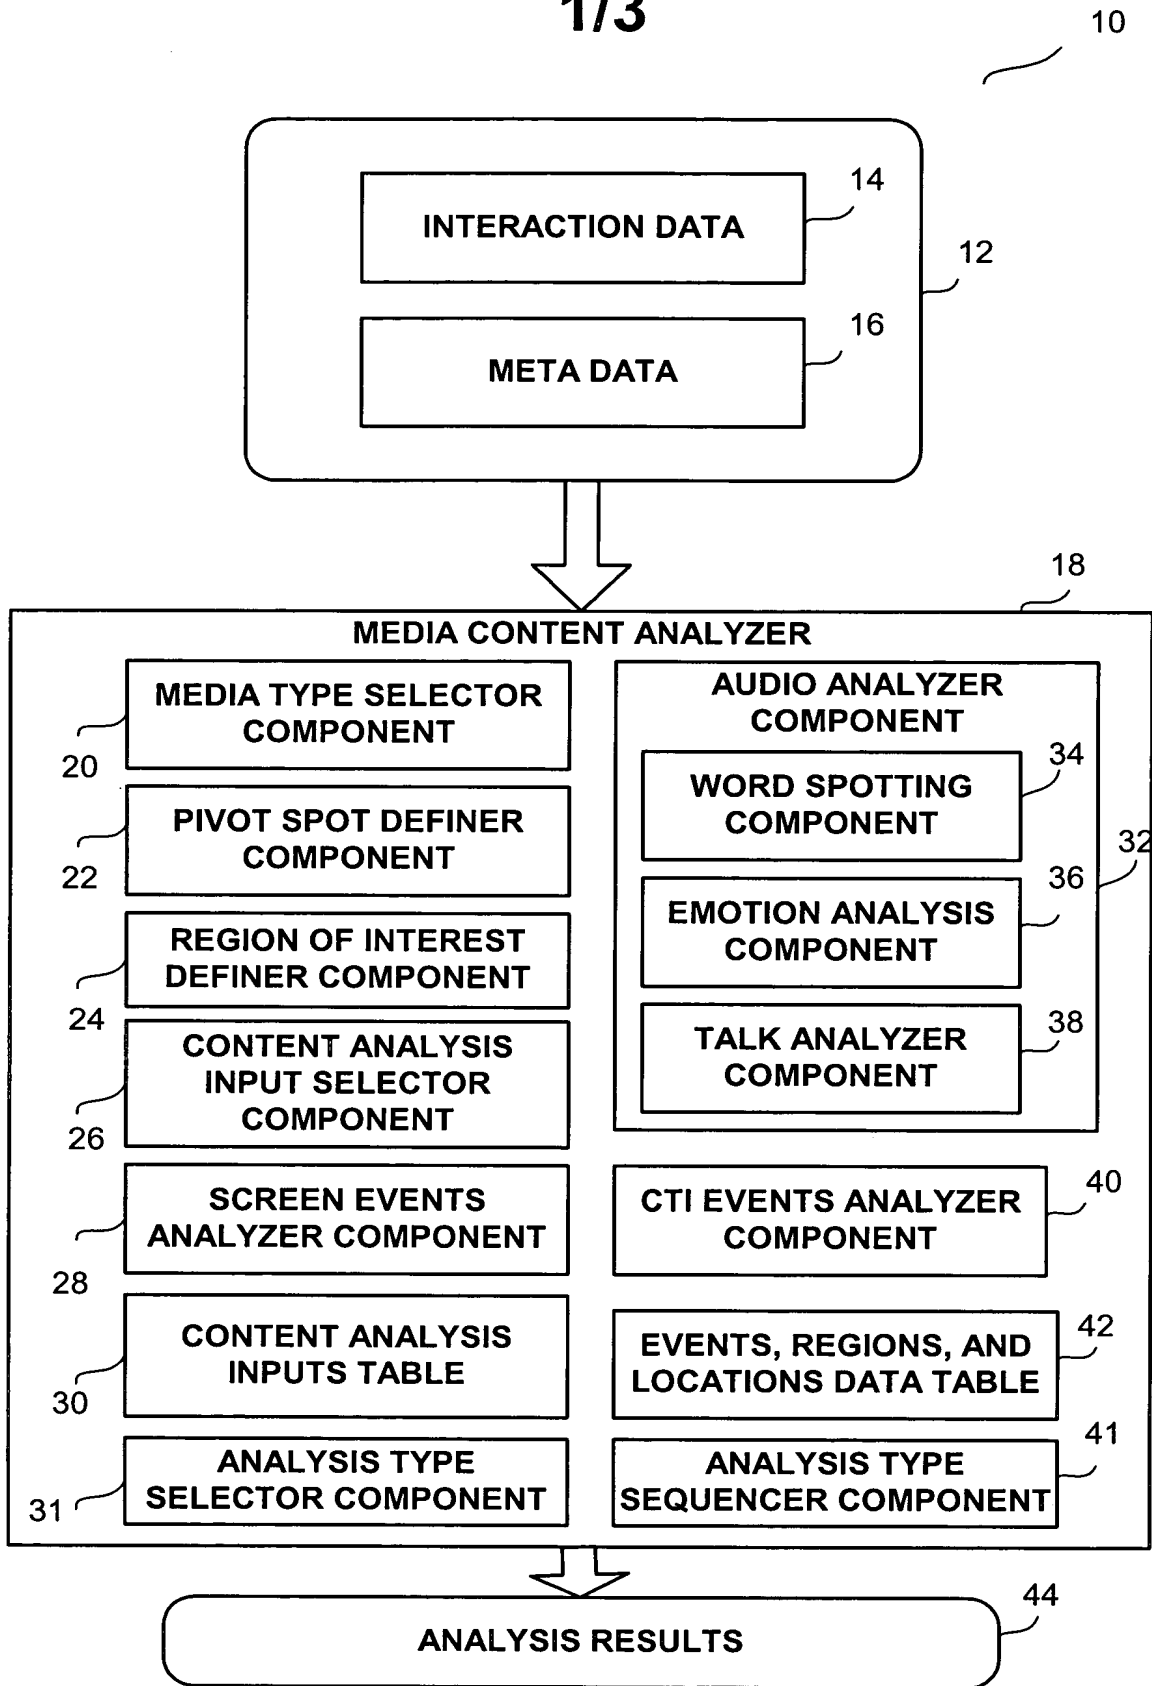 1/3
10
INTERACTION DATA
14
12
META DATA
16
18
MEDIA CONTENT ANALYZER
MEDIA TYPE SELECTOR
COMPONENT
20
PIVOT SPOT DEFINER
COMPONENT
22
REGION OF INTEREST
DEFINER COMPONENT
24
CONTENT ANALYSIS
INPUT SELECTOR
COMPONENT
26
SCREEN EVENTS
ANALYZER COMPONENT
28
CONTENT ANALYSIS
INPUTS TABLE
30
ANALYSIS TYPE
SELECTOR COMPONENT
31
AUDIO ANALYZER
COMPONENT
32
WORD SPOTTING
COMPONENT
34
EMOTION ANALYSIS
COMPONENT
36
TALK ANALYZER
COMPONENT
38
CTI EVENTS ANALYZER
COMPONENT
40
EVENTS, REGIONS, AND
LOCATIONS DATA TABLE
42
ANALYSIS TYPE
SEQUENCER COMPONENT
41
ANALYSIS RESULTS
44